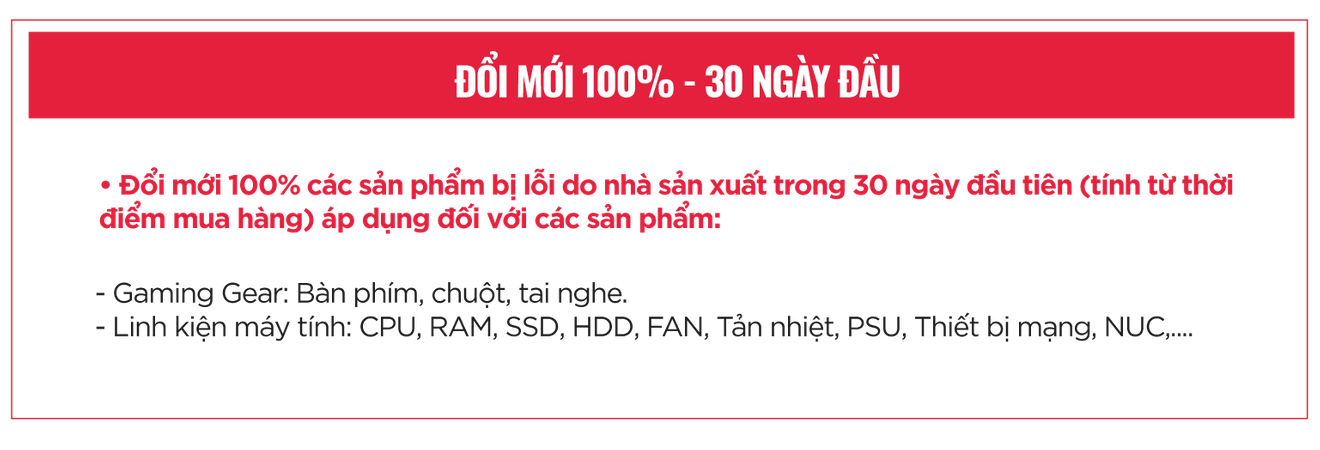 ĐỔI MỚI 100% - 30 NGÀY ĐẦU
• Đổi mới 100% các sản phẩm bị lỗi do nhà sản xuất trong 30 ngày đầu tiên (tính từ thời
điểm mua hàng) áp dụng đối với các sản phẩm:
- Gaming Gear: Bàn phím, chuột, tai nghe.
- Linh kiện máy tính: CPU, RAM, SSD, HDD, FAN, Tản nhiệt, PSU, Thiết bị mạng, NUC,....